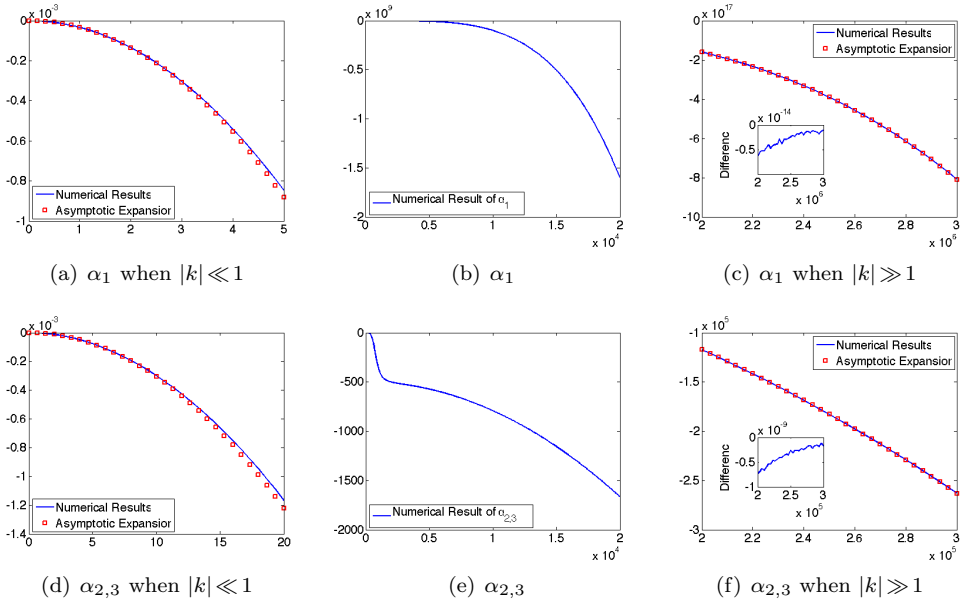 x 10^-3
0
-0.2
-0.4
-0.6
-0.8
-1
0 1 2 3 4 5
Numerical Results
Asymptotic Expansior
(a) α₁ when |k| ≪ 1
x 10^9
0
-0.5
-1
-1.5
-2
0 0.5 1 1.5 2
x 10^4
Numerical Result of α₁
(b) α₁
x 10^17
0
-2
-4
-6
-8
-10
2 2.2 2.4 2.6 2.8 3
x 10^6
Numerical Results
Asymptotic Expansior
x 10^-14
0
-0.5
Differenc
2 2.5 3
x 10^6
(c) α₁ when |k| ≫ 1
x 10^-3
0
-0.2
-0.4
-0.6
-0.8
-1
-1.2
-1.4
0 5 10 15 20
Numerical Results
Asymptotic Expansior
(d) α₂,₃ when |k| ≪ 1
0
-500
-1000
-1500
-2000
0 0.5 1 1.5 2
x 10^4
Numerical Result of α₂,₃
(e) α₂,₃
x 10^5
-1
-1.5
-2
-2.5
-3
2 2.2 2.4 2.6 2.8 3
x 10^5
Numerical Results
Asymptotic Expansior
x 10^-9
0
-0.5
-1
Differenc
2 2.5 3
x 10^5
(f) α₂,₃ when |k| ≫ 1